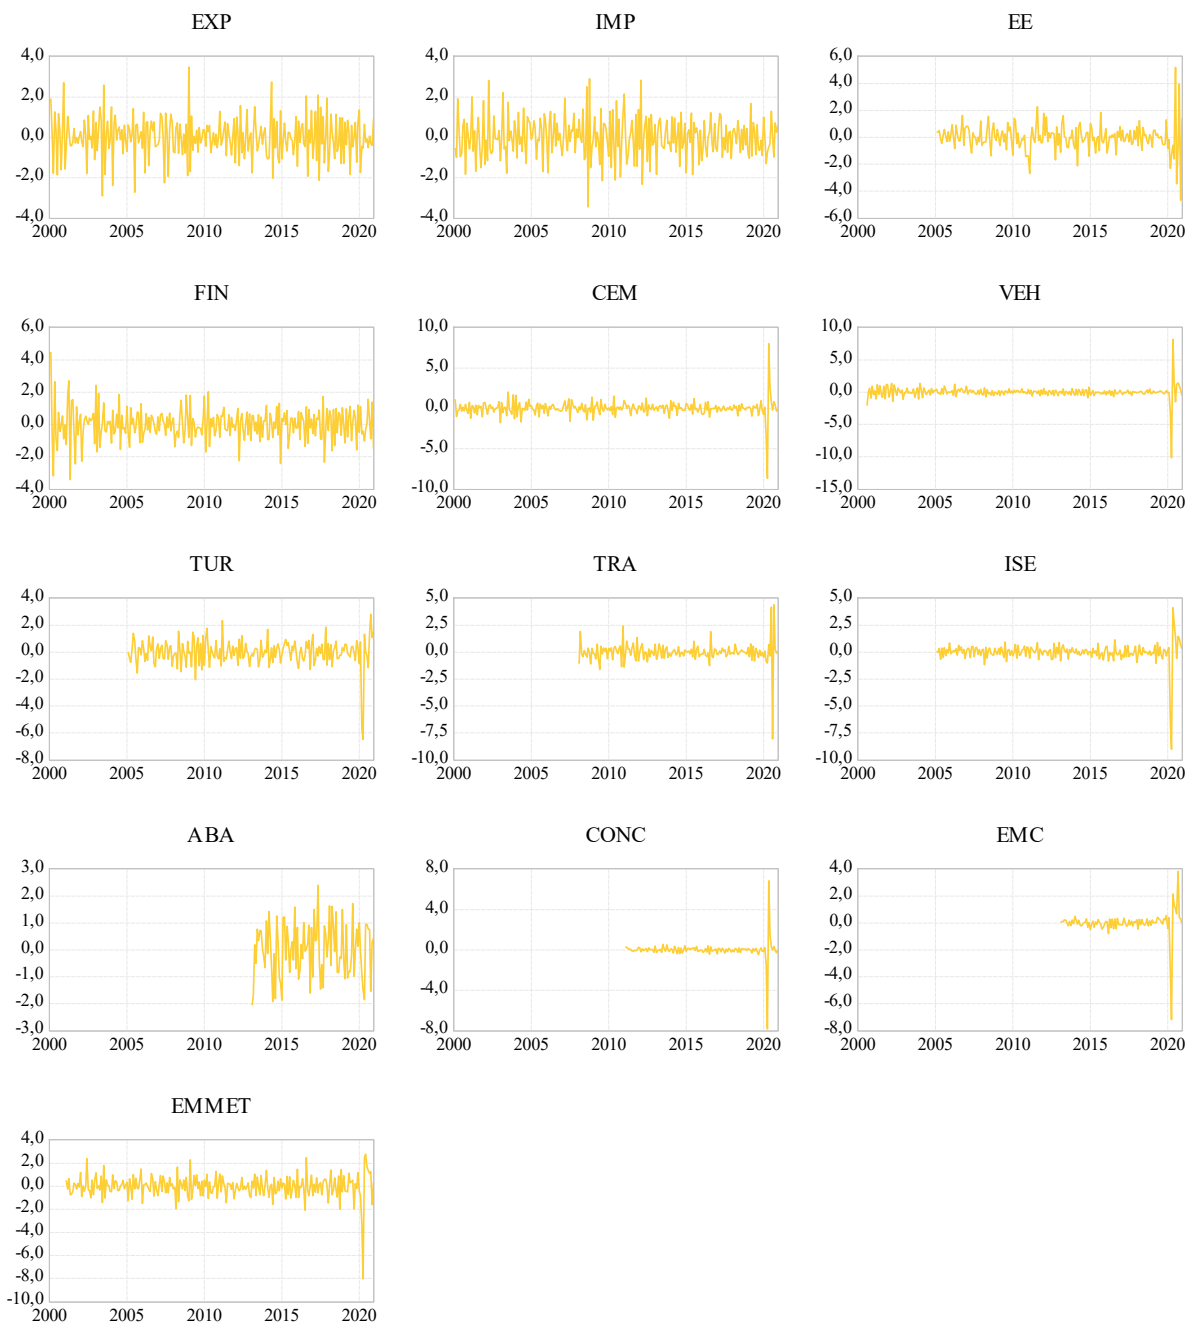 EXP IMP EE
4,0 4,0 6,0
2,0 2,0 4,0
0,0 0,0 2,0
-2,0 -2,0 0,0
-4,0 -4,0 -2,0
-4,0
-6,0
2000 2005 2010 2015 2020 2000 2005 2010 2015 2020 2000 2005 2010 2015 2020
FIN CEM VEH
6,0 10,0 10,0
4,0 5,0 5,0
2,0 0,0 0,0
0,0 -5,0 -5,0
-2,0 -10,0 -10,0
-4,0 -15,0
2000 2005 2010 2015 2020 2000 2005 2010 2015 2020 2000 2005 2010 2015 2020
TUR TRA ISE
4,0 5,0 5,0
2,0 2,5 2,5
0,0 0,0 0,0
-2,0 -2,5 -2,5
-4,0 -5,0 -5,0
-6,0 -7,5 -7,5
-8,0 -10,0 -10,0
2000 2005 2010 2015 2020 2000 2005 2010 2015 2020 2000 2005 2010 2015 2020
ABA CONC EMC
3,0 8,0 4,0
2,0 4,0 2,0
1,0 0,0 0,0
0,0 -4,0 -2,0
-1,0 -8,0 -4,0
-2,0 -6,0
-3,0 -8,0
2000 2005 2010 2015 2020 2000 2005 2010 2015 2020 2000 2005 2010 2015 2020
EMMET
4,0
2,0
0,0
-2,0
-4,0
-6,0
-8,0
-10,0
2000 2005 2010 2015 2020